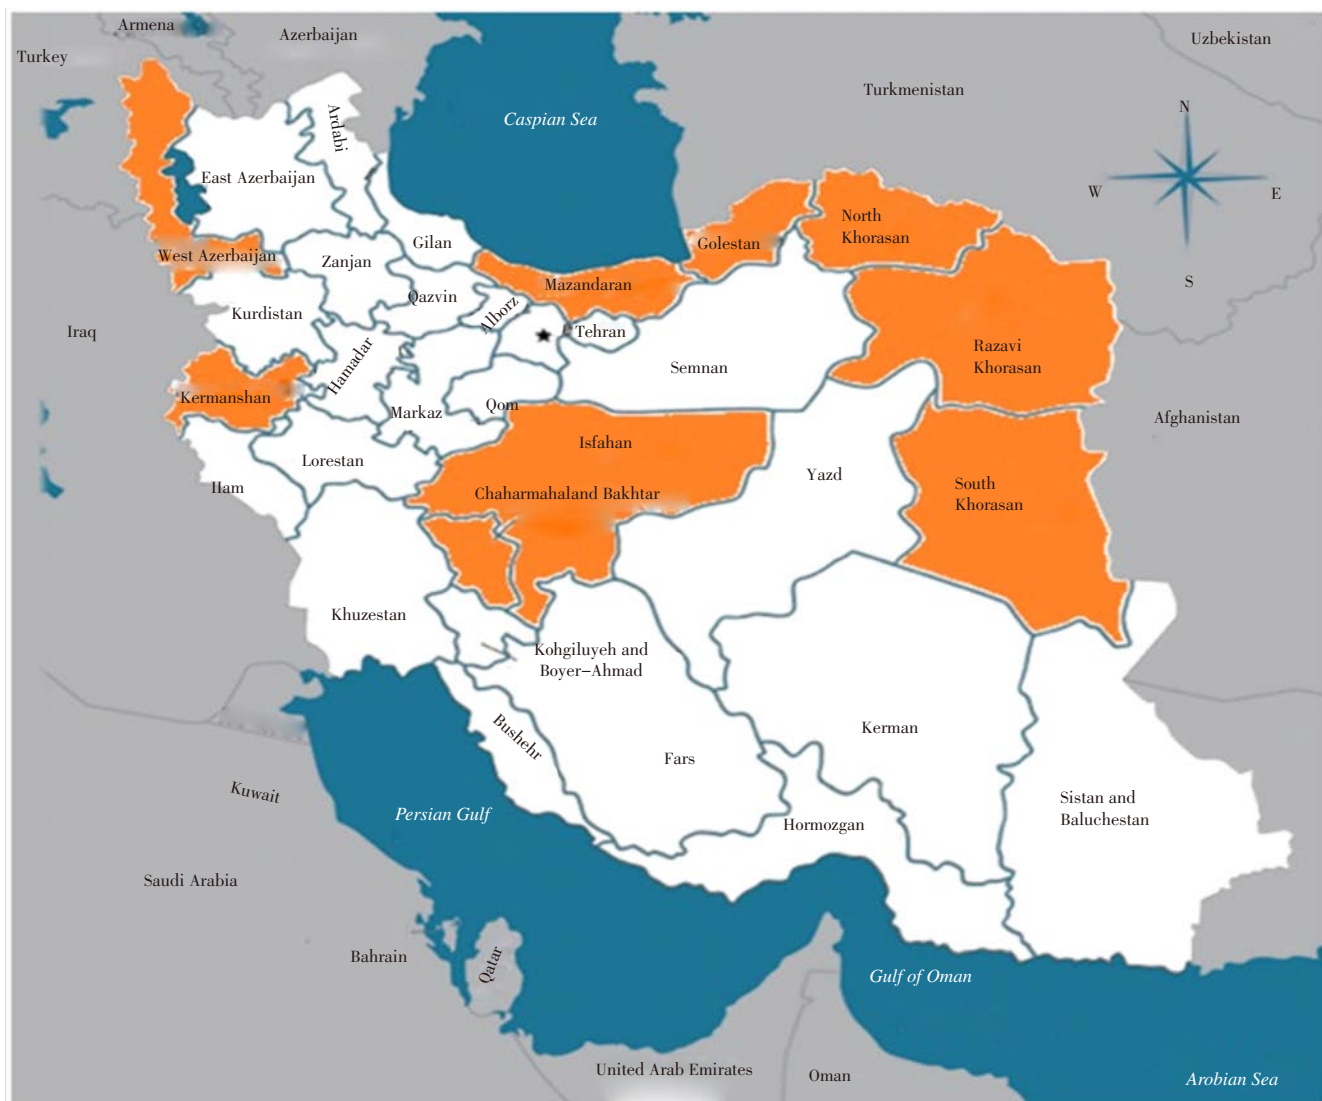 Armena
Azerbaijan
Turkey
Uzbekistan
Turkmenistan
Caspian Sea
Ardabi
N
W
E
S
East Azerbaijan
Gilan
Golestan
North
Khorasan
West Azerbaijan
Zanjan
Mazandaran
Qazvin
Alborz
Kurdistan
Tehran
Iraq
Hamadar
Semnan
Razavi
Khorasan
Kermanshan
Markaz
Qom
Afghanistan
Isfahan
Lorestan
Yazd
Ilam
Chaharmahaland Bakhtar
South
Khorasan
Khuzestan
Kohgiluyeh and
Boyer-Ahmad
Bushehr
Kerman
Fars
Kuwait
Persian Gulf
Hormozgan
Sistan and
Baluchestan
Saudi Arabia
Bahrain
Qatar
Gulf of Oman
United Arab Emirates
Oman
Arobian Sea